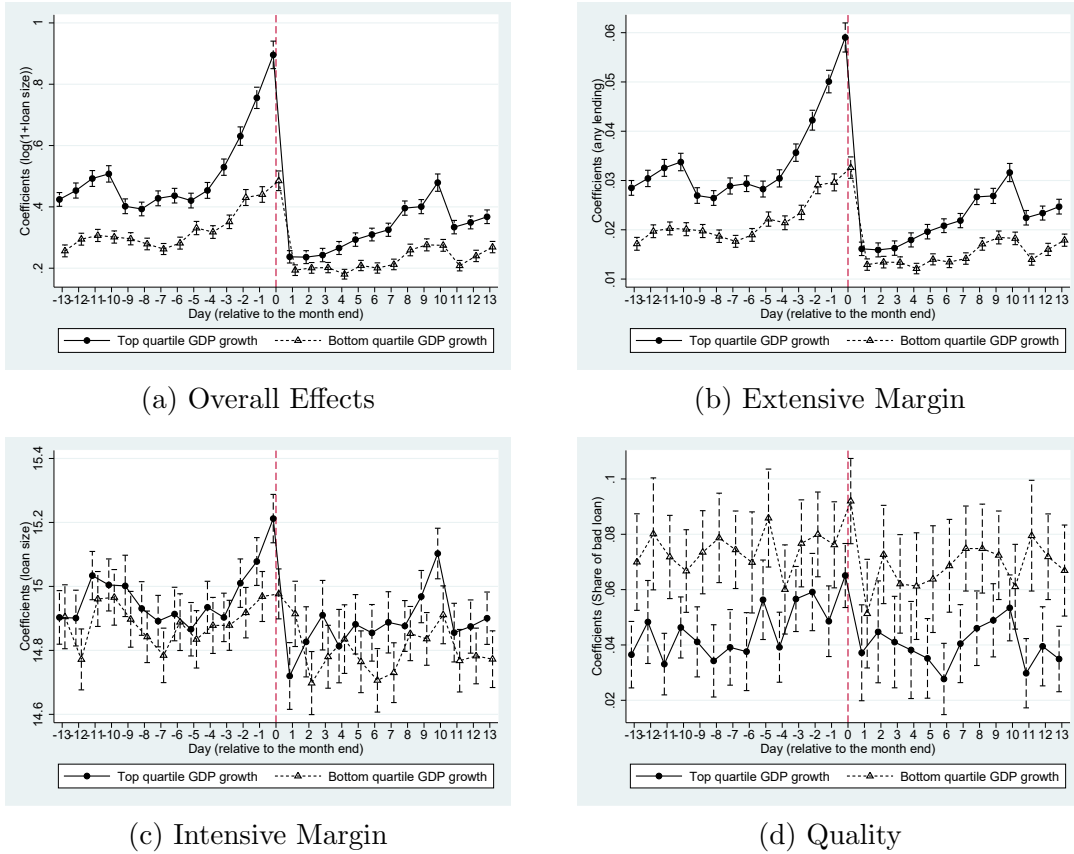 Coefficients (log(1+loan size))
1
.8
.6
.4
.2
-13 -12 -11 -10 -9 -8 -7 -6 -5 -4 -3 -2 -1 0 1 2 3 4 5 6 7 8 9 10 11 12 13
Day (relative to the month end)
Top quartile GDP growth Bottom quartile GDP growth
(a) Overall Effects
Coefficients (any lending)
.06
.05
.04
.03
.02
.01
-13 -12 -11 -10 -9 -8 -7 -6 -5 -4 -3 -2 -1 0 1 2 3 4 5 6 7 8 9 10 11 12 13
Day (relative to the month end)
Top quartile GDP growth Bottom quartile GDP growth
(b) Extensive Margin
Coefficients (loan size)
15.4
15.2
15
14.8
14.6
-13 -12 -11 -10 -9 -8 -7 -6 -5 -4 -3 -2 -1 0 1 2 3 4 5 6 7 8 9 10 11 12 13
Day (relative to the month end)
Top quartile GDP growth Bottom quartile GDP growth
(c) Intensive Margin
Coefficients (Share of bad loan)
.1
.08
.06
.04
.02
-13 -12 -11 -10 -9 -8 -7 -6 -5 -4 -3 -2 -1 0 1 2 3 4 5 6 7 8 9 10 11 12 13
Day (relative to the month end)
Top quartile GDP growth Bottom quartile GDP growth
(d) Quality